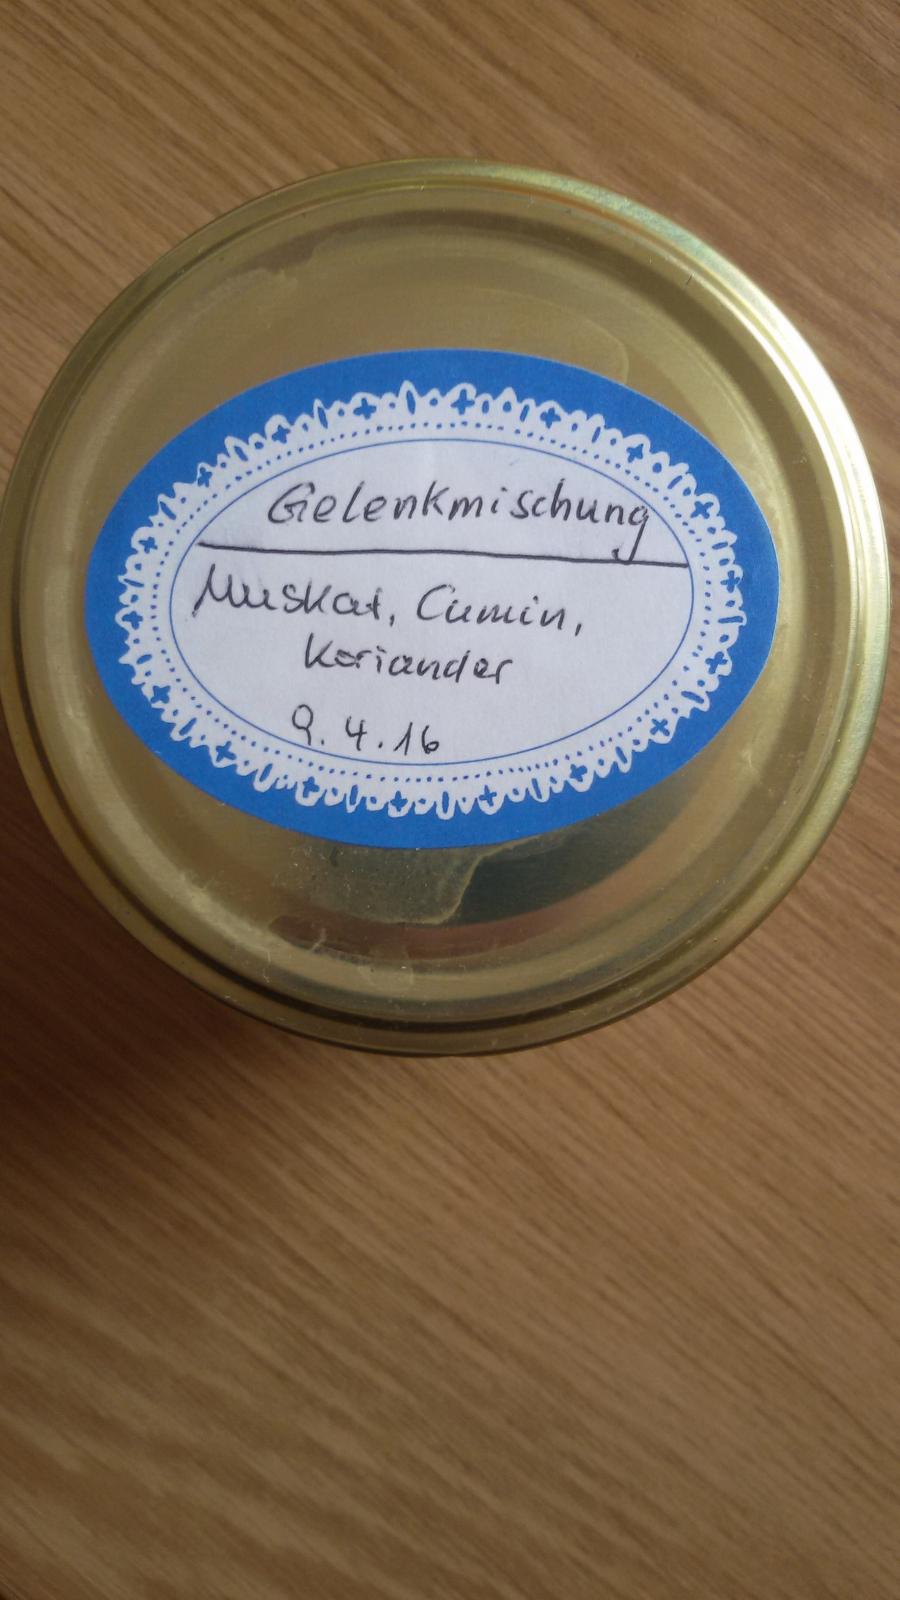 Gelenkmischung
Muskat, Cumin,
Koriander
9.4.16